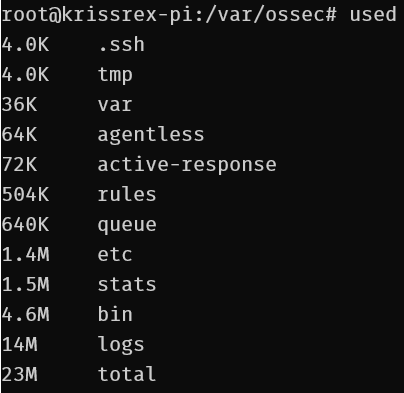 root@krissrex-pi:/var/ossec# used
4.0K    .ssh
4.0K    tmp
36K     var
64K     agentless
72K     active-response
504K    rules
640K    queue
1.4M    etc
1.5M    stats
4.6M    bin
14M     logs
23M     total